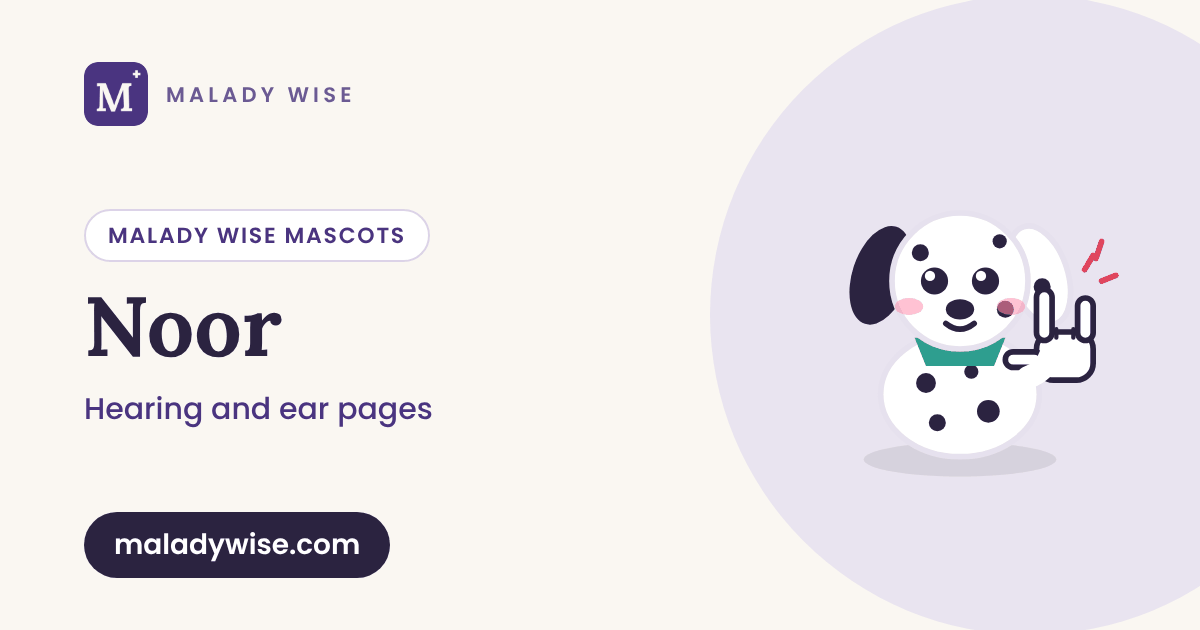 M+
MALADY WISE
MALADY WISE MASCOTS
Noor
Hearing and ear pages
maladywise.com